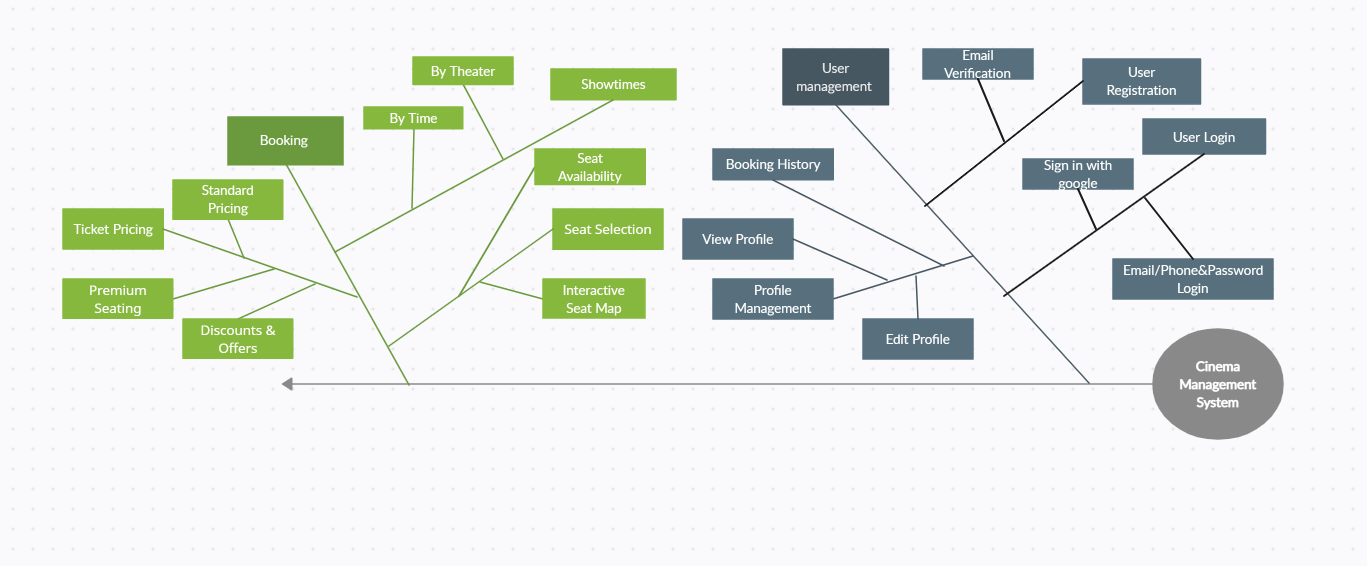 Booking
By Time
By Theater
Showtimes
Standard
Pricing
Ticket Pricing
Premium
Seating
Discounts &
Offers
Seat
Availability
Seat Selection
Interactive
Seat Map
User
management
Email
Verification
User
Registration
User Login
Sign in with
google
Email/Phone&Password
Login
Booking History
View Profile
Profile
Management
Edit Profile
Cinema
Management
System